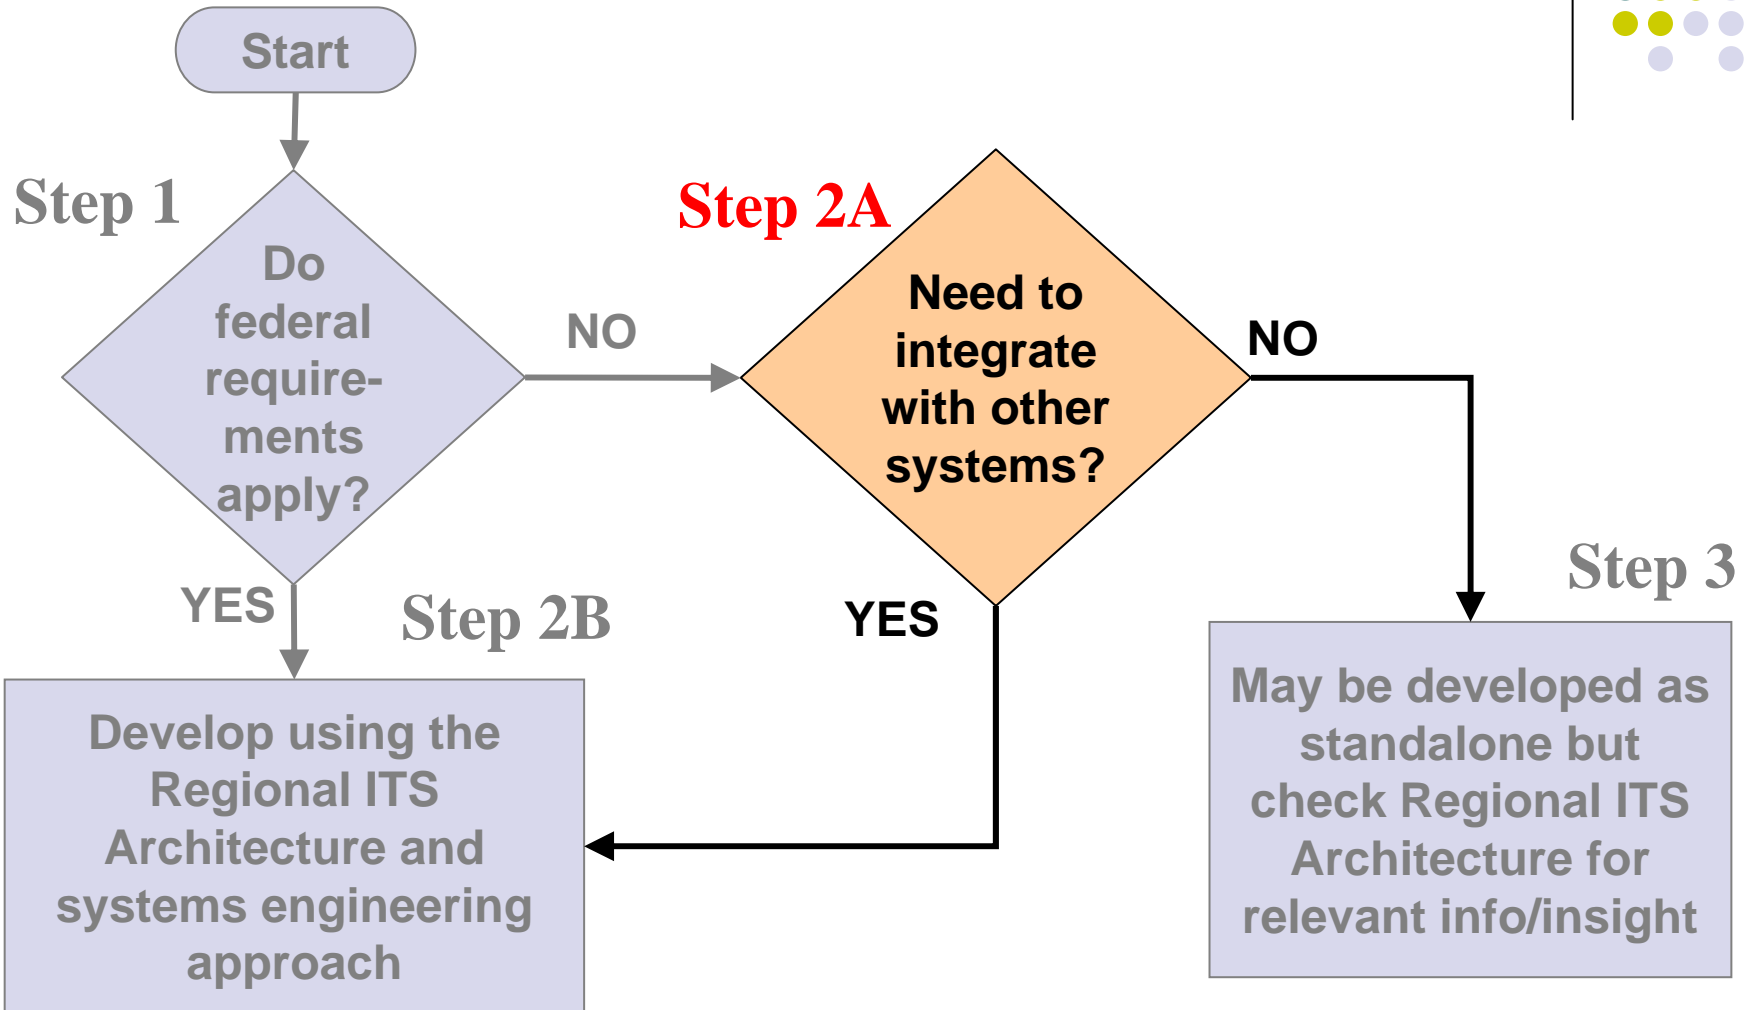 Start
Step 1
Do
federal
require-
ments
apply?
NO
Step 2A
Need to
integrate
with other
systems?
NO
YES
Step 2B
YES
Step 3
Develop using the
Regional ITS
Architecture and
systems engineering
approach
May be developed as
standalone but
check Regional ITS
Architecture for
relevant info/insight